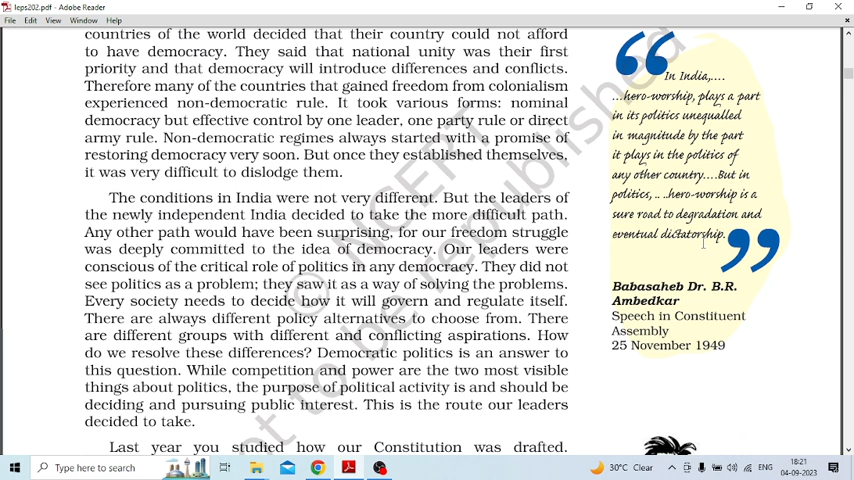 leps202.pdf - Adobe Reader
File Edit View Window Help
countries of the world decided that their country could not afford
to have democracy. They said that national unity was their first
priority and that democracy will introduce differences and conflicts.
Therefore many of the countries that gained freedom from colonialism
experienced non-democratic rule. It took various forms: nominal
democracy but effective control by one leader, one party rule or direct
army rule. Non-democratic regimes always started with a promise of
restoring democracy very soon. But once they established themselves,
it was very difficult to dislodge them.
The conditions in India were not very different. But the leaders of
the newly independent India decided to take the more difficult path.
Any other path would have been surprising, for our freedom struggle
was deeply committed to the idea of democracy. Our leaders were
conscious of the critical role of politics in any democracy. They did not
see politics as a problem; they saw it as a way of solving the problems.
Every society needs to decide how it will govern and regulate itself.
There are always different policy alternatives to choose from. There
are different groups with different and conflicting aspirations. How
do we resolve these differences? Democratic politics is an answer to
this question. While competition and power are the two most visible
things about politics, the purpose of political activity is and should be
deciding and pursuing public interest. This is the route our leaders
decided to take.
Last year you studied how our Constitution was drafted.
“ In India,....
...hero-worship, plays a part
in its politics unequalled
in magnitude by the part
it plays in the politics of
any other country....But in
politics, .. ..hero-worship is a
sure road to degradation and
eventual dictatorship. ”
Babasaheb Dr. B.R.
Ambedkar
Speech in Constituent
Assembly
25 November 1949
© NCERT
not to be republished
Type here to search
30°C Clear
ENG
18:21
04-09-2023